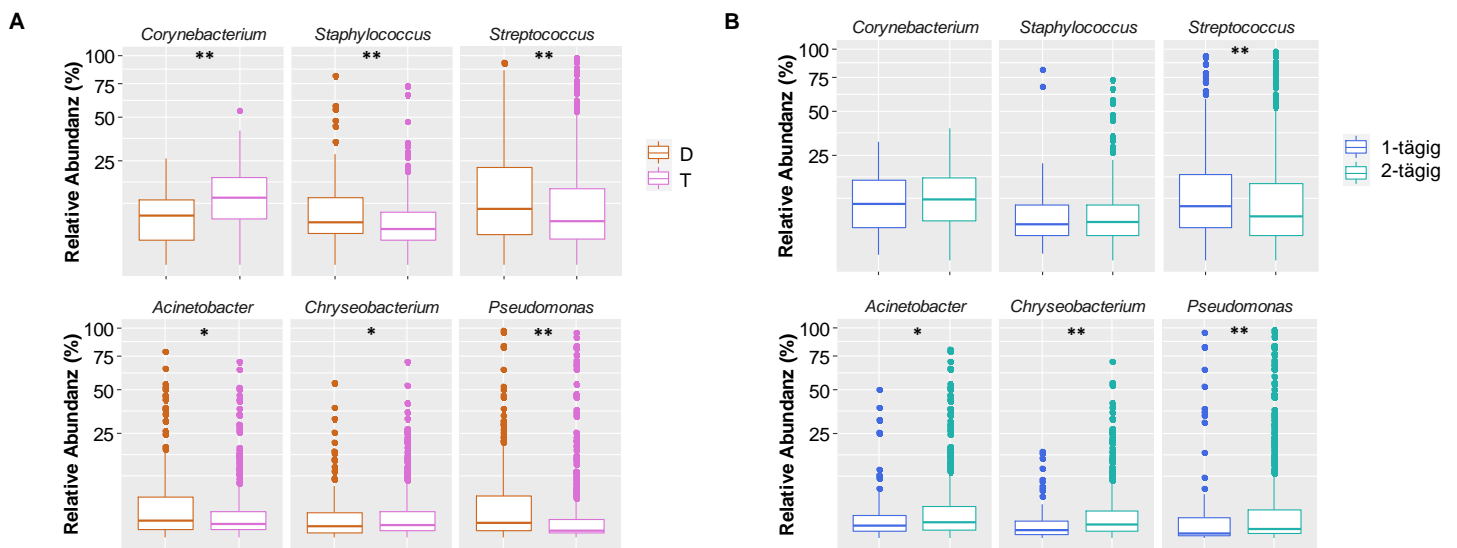 A
Corynebacterium Staphylococcus Streptococcus
** ** **
Relative Abundanz (%)
100
75
50
25
D
T
Acinetobacter Chryseobacterium Pseudomonas
* * **
Relative Abundanz (%)
100
75
50
25
B
Corynebacterium Staphylococcus Streptococcus
**
Relative Abundanz (%)
100
75
50
25
1-tägig
2-tägig
Acinetobacter Chryseobacterium Pseudomonas
* ** **
Relative Abundanz (%)
100
75
50
25